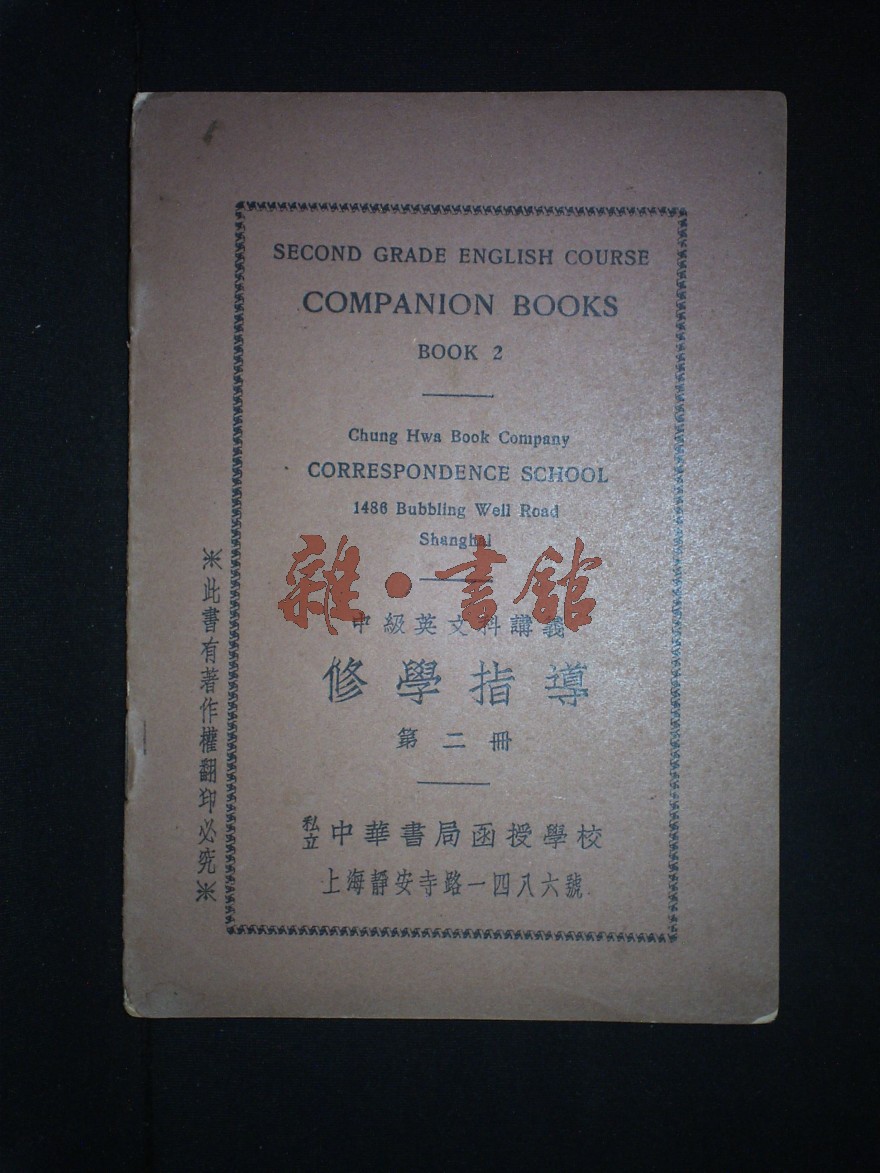 SECOND GRADE ENGLISH COURSE
COMPANION BOOKS
BOOK 2
Chung Hwa Book Company
CORRESPONDENCE SCHOOL
1486 Bubbling Well Road
Shanghai
雜·書館
中級英文科講義
修學指導
第二冊
私立中華書局函授學校
上海靜安寺路一四八六號
※此書有著作權翻印必究※